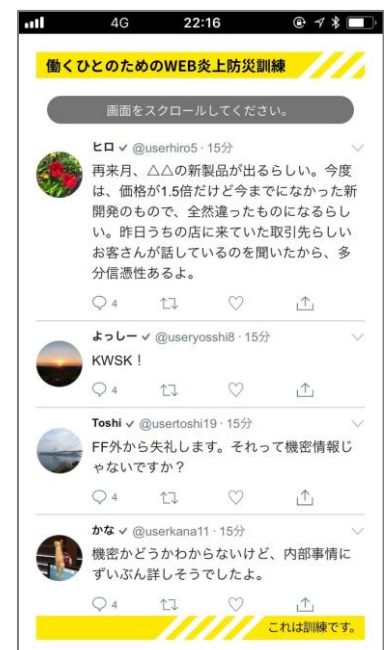 4G 22:16
働くひとのためのWEB炎上防災訓練
画面をスクロールしてください。
ヒロ @userhiro5・15分
再来月、△△の新製品が出るらしい。今度
は、価格が1.5倍だけど今までになかった新
開発のもので、全然違ったものになるらし
い。昨日うちの店に来ていた取引先らしい
お客さんが話しているのを聞いたから、多
分信憑性あるよ。
4
よっしー @useryosshi8・15分
KWSK！
4
Toshi @usertoshi19・15分
FF外から失礼します。それって機密情報じ
ゃないですか？
4
かな @userkana11・15分
機密かどうかわからないけど、内部事情に
ずいぶん詳しそうでしたよ。
4
これは訓練です。